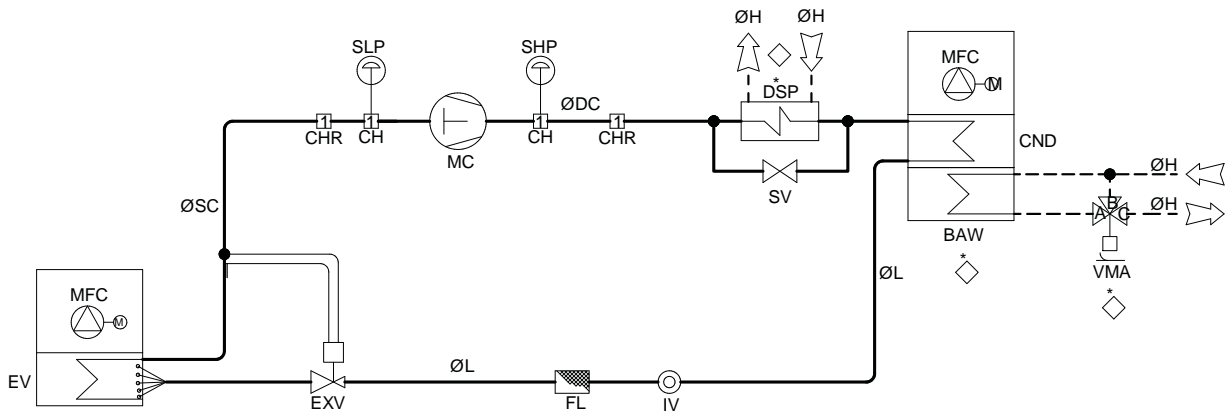 ØH
ØH
SLP
SHP
MFC
M
*
DSP
ØDC
1
1
1
1
CHR
CH
MC
CH
CHR
CND
SV
ØH
ØSC
B
A
C
ØH
BAW
*
VMA
*
ØL
MFC
M
EV
ØL
EXV
FL
IV